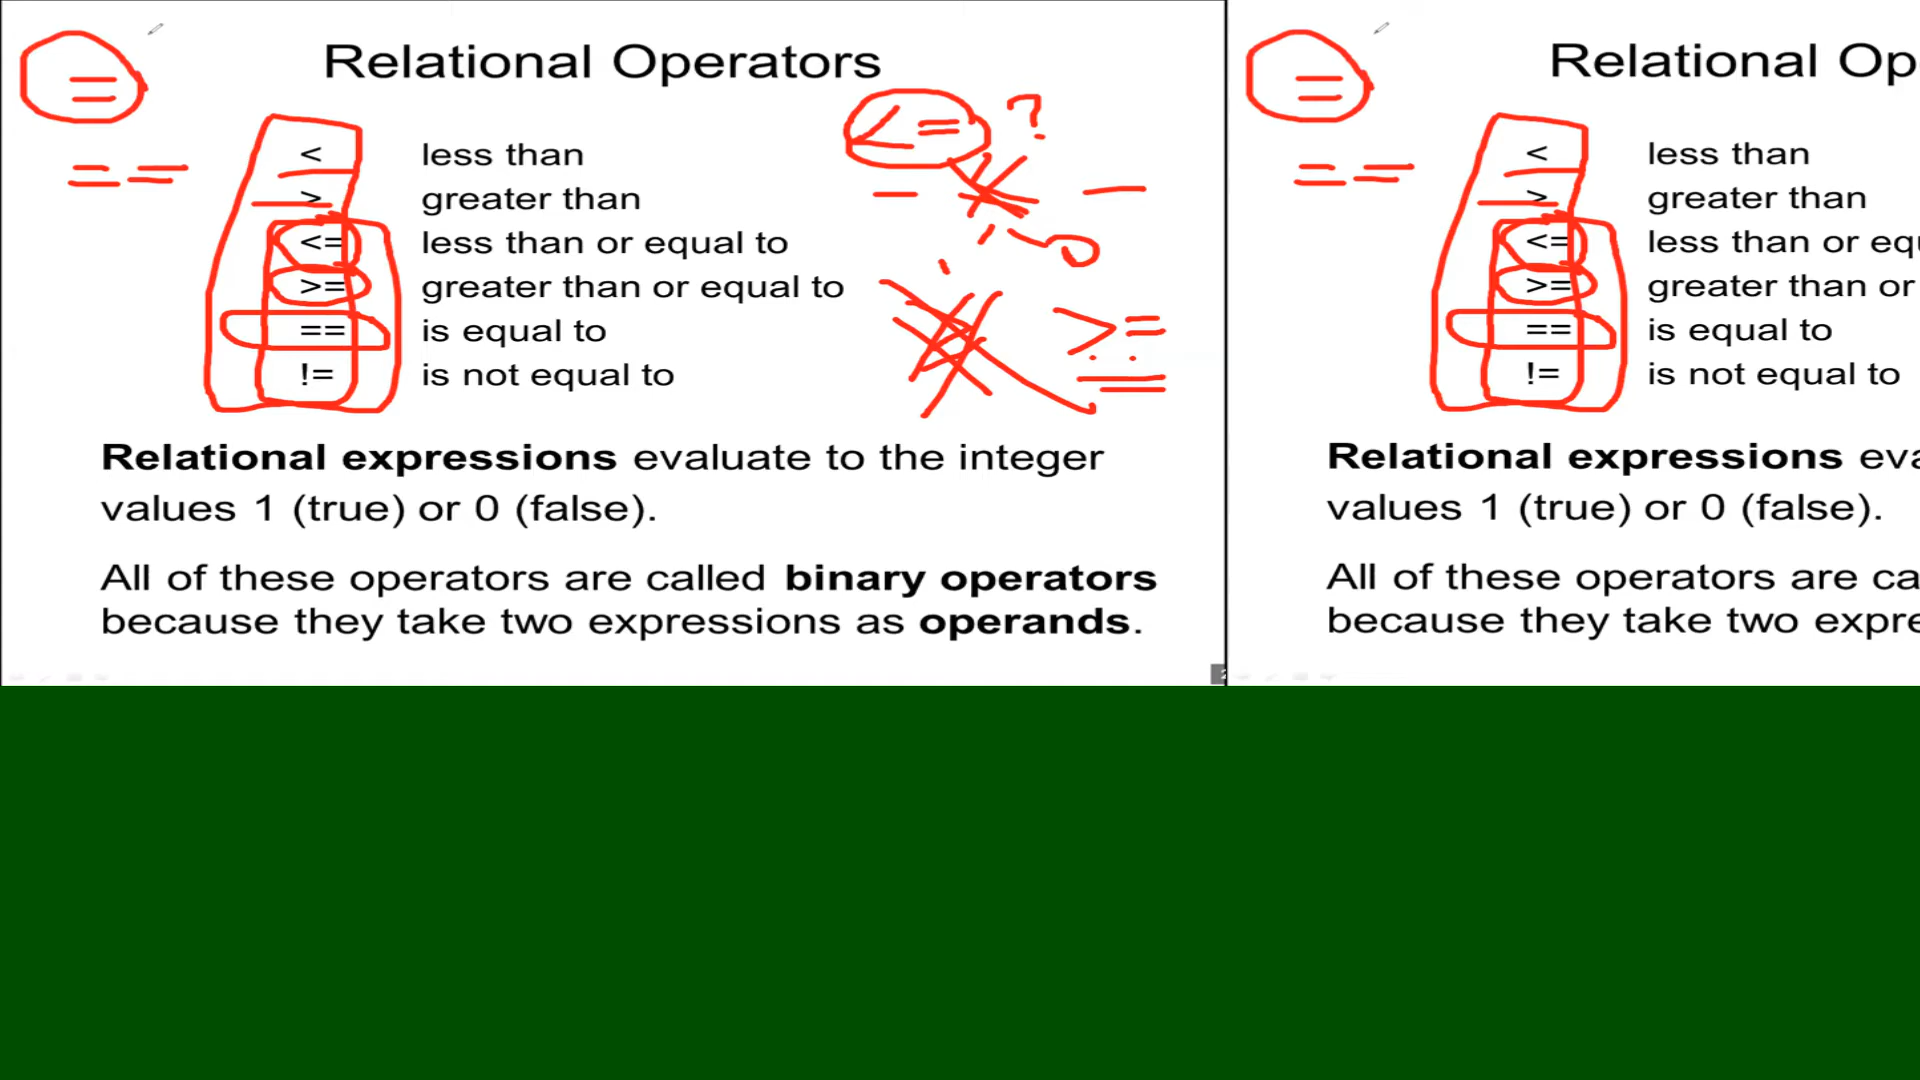 Relational Operators
=
<= ?
< less than
== > greater than
<= less than or equal to
>= greater than or equal to
>=
== is equal to
!= is not equal to
Relational expressions evaluate to the integer
values 1 (true) or 0 (false).
All of these operators are called binary operators
because they take two expressions as operands.
Relational Op
=
< less than
== > greater than
<= less than or equ
>= greater than or
== is equal to
!= is not equal to
Relational expressions eva
values 1 (true) or 0 (false).
All of these operators are ca
because they take two expre